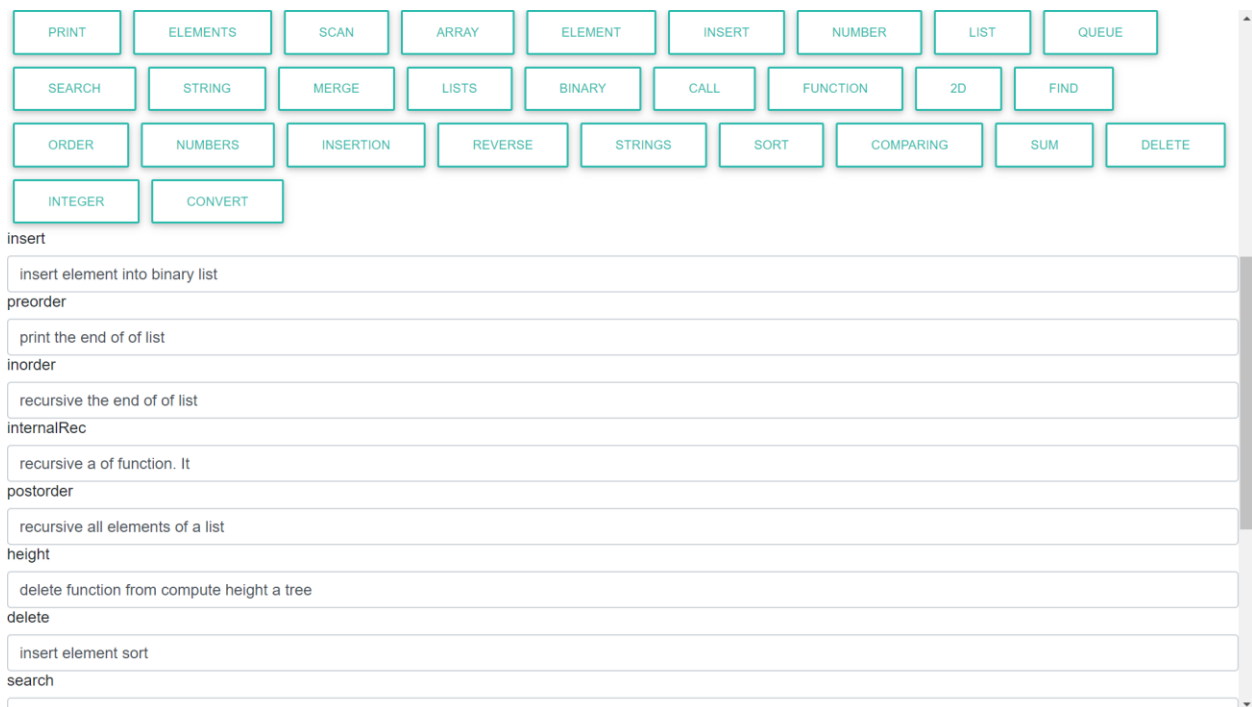 PRINT ELEMENTS SCAN ARRAY ELEMENT INSERT NUMBER LIST QUEUE
SEARCH STRING MERGE LISTS BINARY CALL FUNCTION 2D FIND
ORDER NUMBERS INSERTION REVERSE STRINGS SORT COMPARING SUM DELETE
INTEGER CONVERT
insert
insert element into binary list
preorder
print the end of of list
inorder
recursive the end of of list
internalRec
recursive a of function. It
postorder
recursive all elements of a list
height
delete function from compute height a tree
delete
insert element sort
search